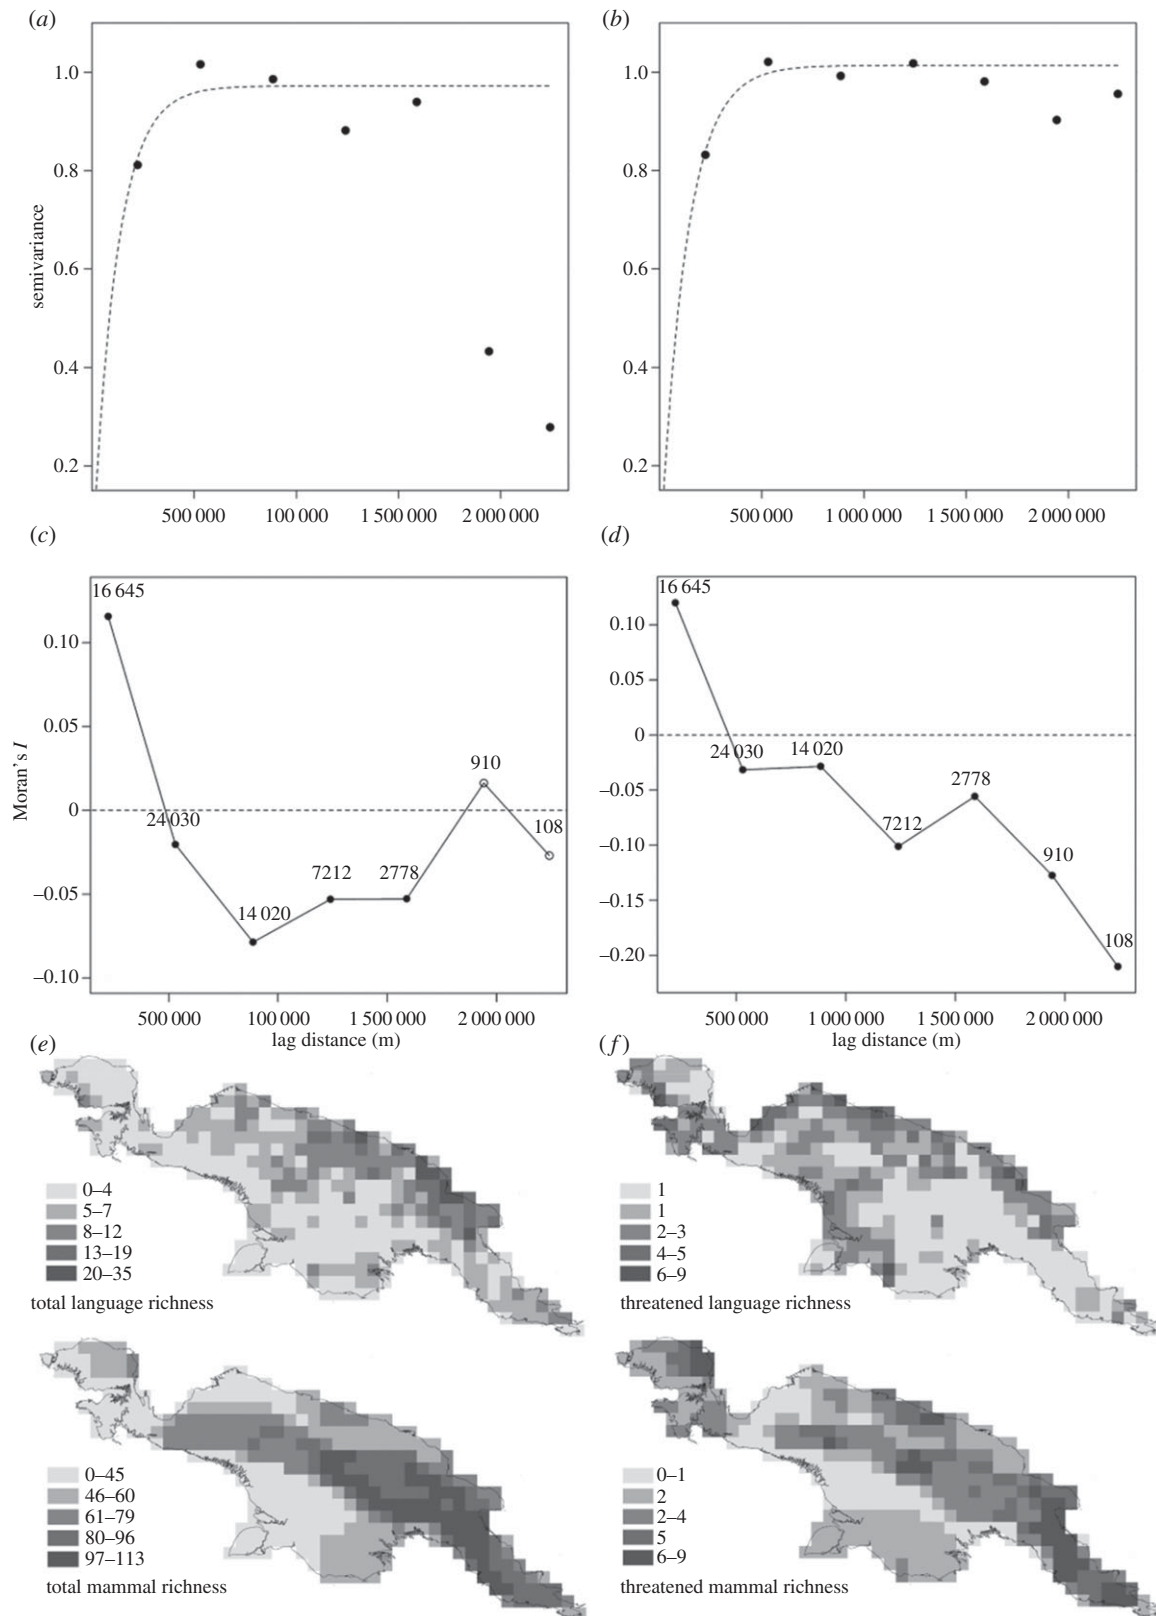 (a)
1.0
0.8
0.6
0.4
0.2
semivariance
500 000
1 000 000
1 500 000
2 000 000
(b)
1.0
0.8
0.6
0.4
0.2
500 000
1 000 000
1 500 000
2 000 000
(c)
16 645
24 030
14 020
7212
2778
910
108
0.10
0.05
0
–0.05
–0.10
Moran's I
500 000
100 000
1 500 000
2 000 000
lag distance (m)
(d)
16 645
24 030
14 020
7212
2778
910
108
0.10
0.05
0
–0.05
–0.10
–0.15
–0.20
500 000
1 000 000
1 500 000
2 000 000
lag distance (m)
(e)
0–4
5–7
8–12
13–19
20–35
total language richness
(f)
1
1
2–3
4–5
6–9
threatened language richness
0–45
46–60
61–79
80–96
97–113
total mammal richness
0–1
2
2–4
5
6–9
threatened mammal richness